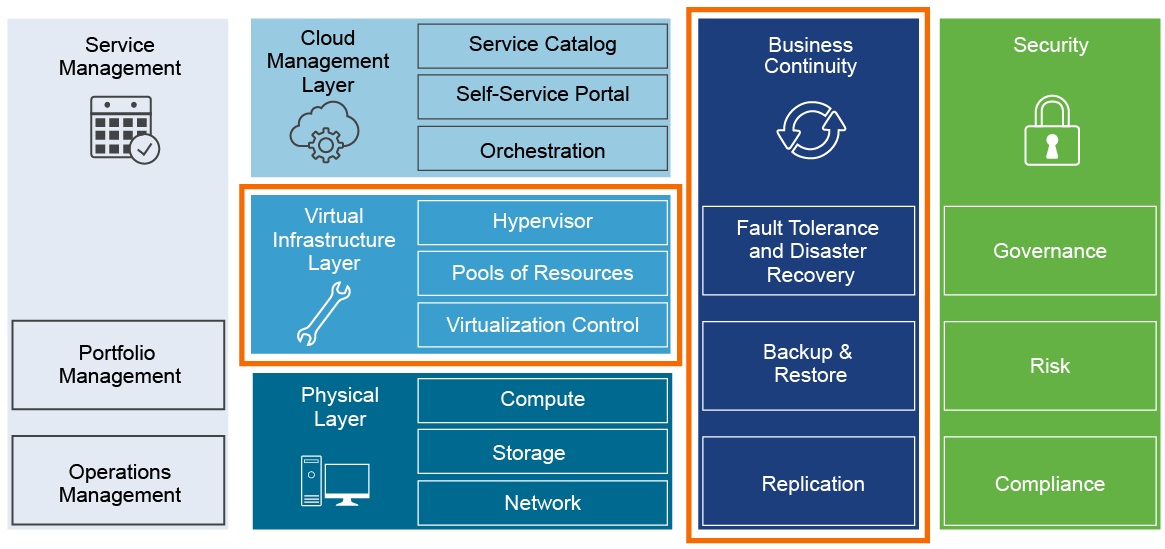 Service
Management
Portfolio
Management
Operations
Management
Cloud
Management
Layer
Service Catalog
Self-Service Portal
Orchestration
Virtual
Infrastructure
Layer
Hypervisor
Pools of Resources
Virtualization Control
Physical
Layer
Compute
Storage
Network
Business
Continuity
Fault Tolerance
and Disaster
Recovery
Backup &
Restore
Replication
Security
Governance
Risk
Compliance